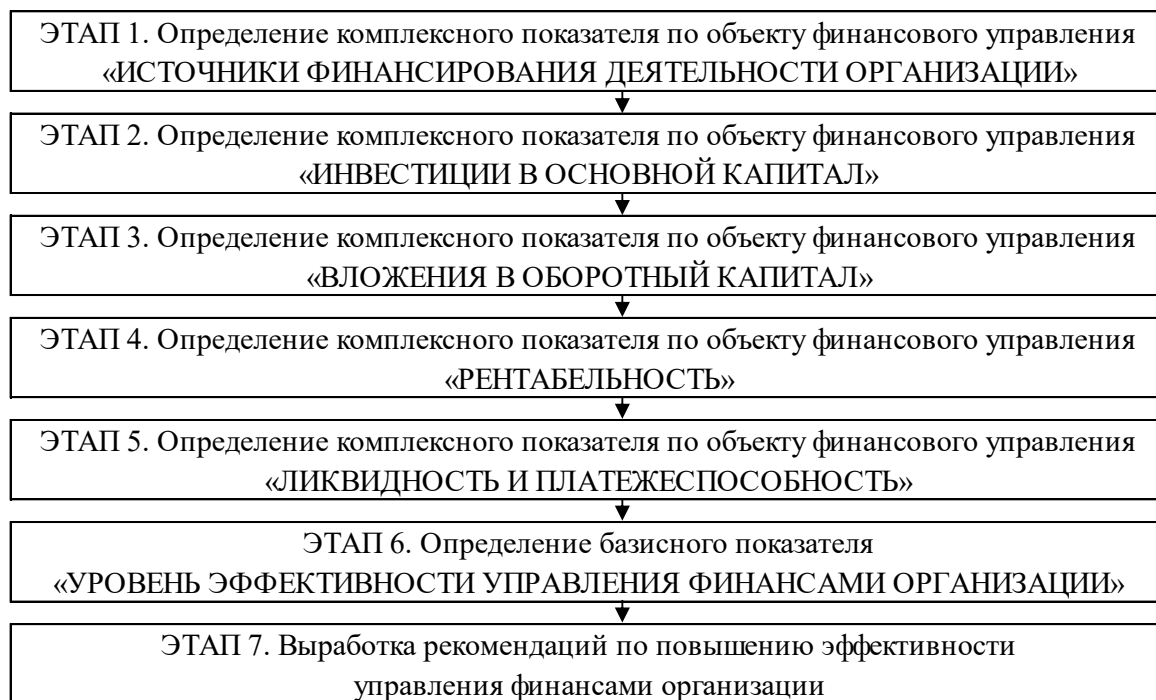 ЭТАП 1. Определение комплексного показателя по объекту финансового управления
«ИСТОЧНИКИ ФИНАНСИРОВАНИЯ ДЕЯТЕЛЬНОСТИ ОРГАНИЗАЦИИ»
ЭТАП 2. Определение комплексного показателя по объекту финансового управления
«ИНВЕСТИЦИИ В ОСНОВНОЙ КАПИТАЛ»
ЭТАП 3. Определение комплексного показателя по объекту финансового управления
«ВЛОЖЕНИЯ В ОБОРОТНЫЙ КАПИТАЛ»
ЭТАП 4. Определение комплексного показателя по объекту финансового управления
«РЕНТАБЕЛЬНОСТЬ»
ЭТАП 5. Определение комплексного показателя по объекту финансового управления
«ЛИКВИДНОСТЬ И ПЛАТЕЖЕСПОСОБНОСТЬ»
ЭТАП 6. Определение базисного показателя
«УРОВЕНЬ ЭФФЕКТИВНОСТИ УПРАВЛЕНИЯ ФИНАНСАМИ ОРГАНИЗАЦИИ»
ЭТАП 7. Выработка рекомендаций по повышению эффективности
управления финансами организации